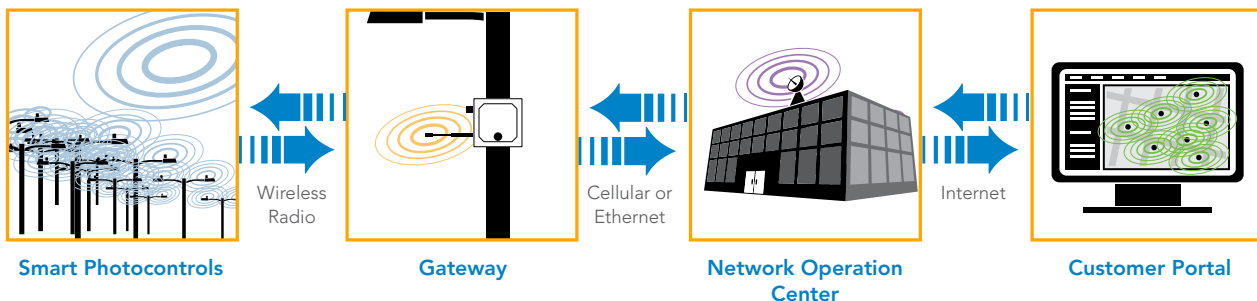 Wireless
Radio
Cellular or
Ethernet
Internet
Smart Photocontrols
Gateway
Network Operation
Center
Customer Portal